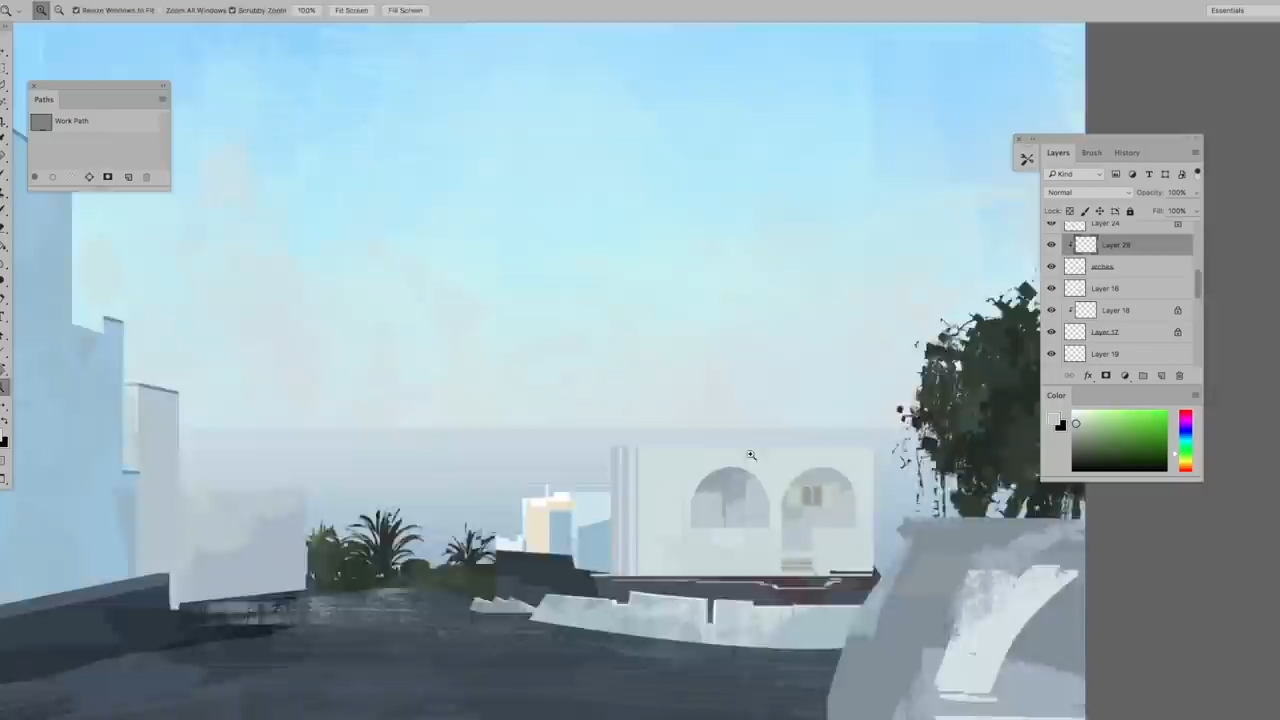 Resize Windows to Fit Zoom All Windows Scrubby Zoom 100% Fit Screen Fill Screen Essentials
Paths
Work Path
Layers Brush History
Kind
Normal Opacity: 100%
Lock: Fill: 100%
Layer 24
Layer 28
arches
Layer 16
Layer 18
Layer 17
Layer 19
fx
Color